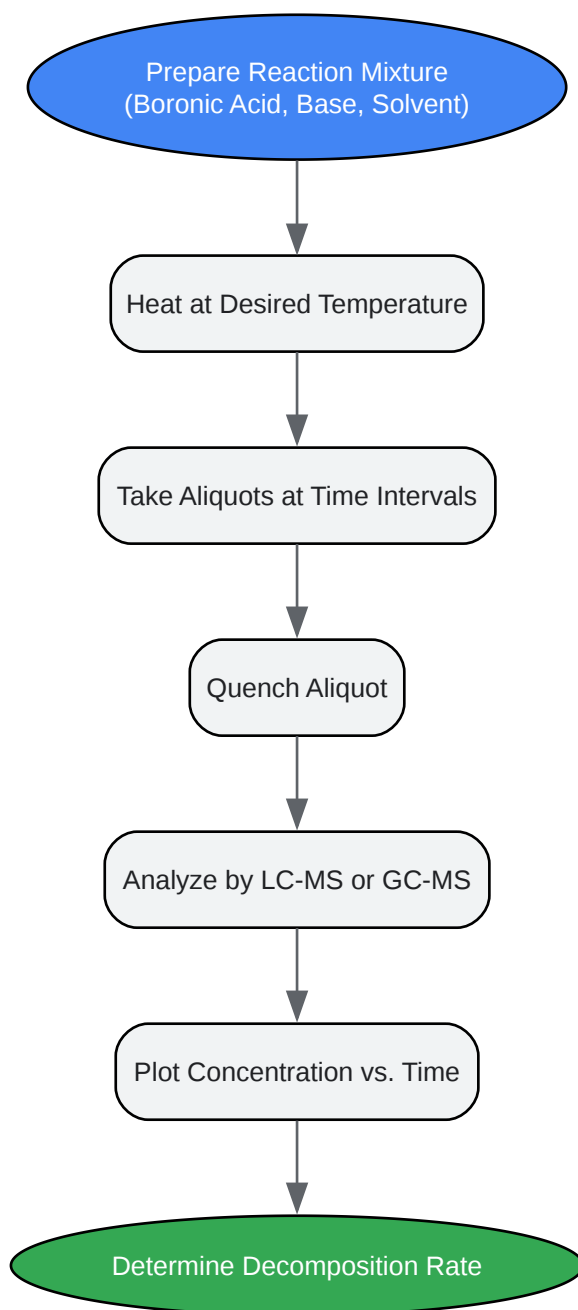 Prepare Reaction Mixture
(Boronic Acid, Base, Solvent)
Heat at Desired Temperature
Take Aliquots at Time Intervals
Quench Aliquot
Analyze by LC-MS or GC-MS
Plot Concentration vs. Time
Determine Decomposition Rate